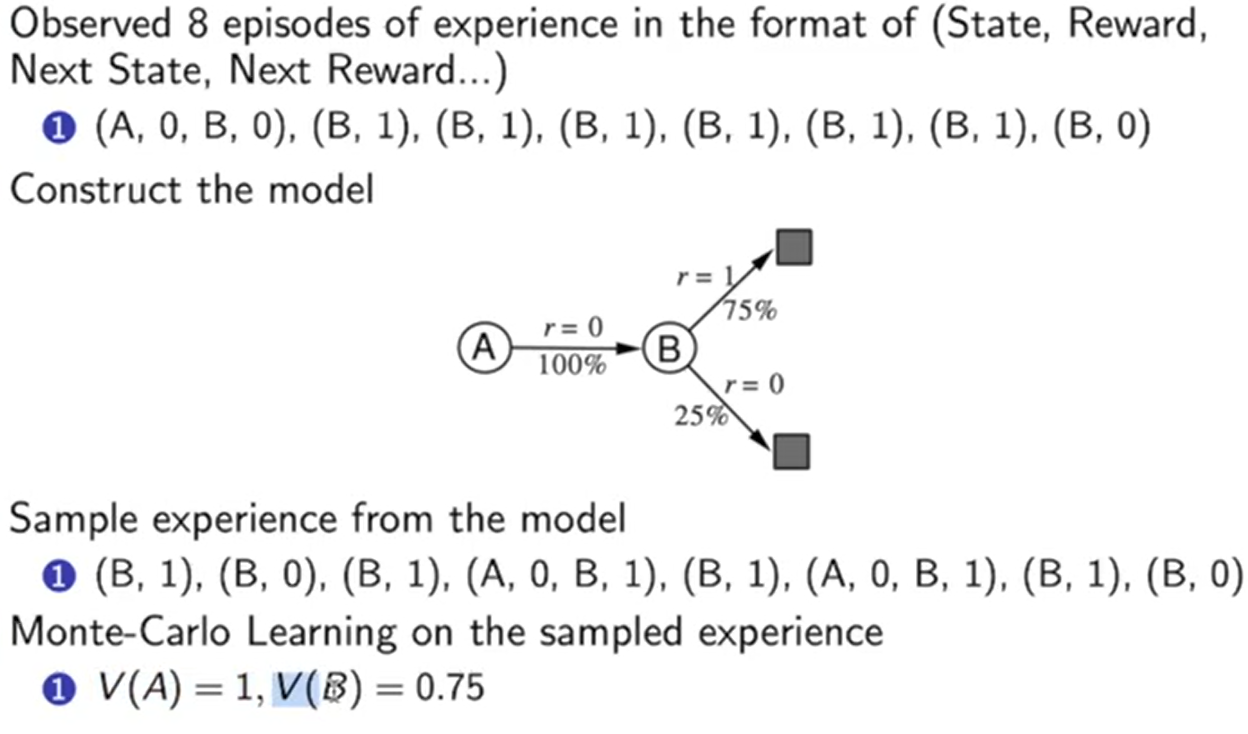 Observed 8 episodes of experience in the format of (State, Reward,
Next State, Next Reward...)
1 (A, 0, B, 0), (B, 1), (B, 1), (B, 1), (B, 1), (B, 1), (B, 1), (B, 0)
Construct the model
r = 1
75%
A
r = 0
100%
B
r = 0
25%
Sample experience from the model
1 (B, 1), (B, 0), (B, 1), (A, 0, B, 1), (B, 1), (A, 0, B, 1), (B, 1), (B, 0)
Monte-Carlo Learning on the sampled experience
1 V(A) = 1, V(B) = 0.75